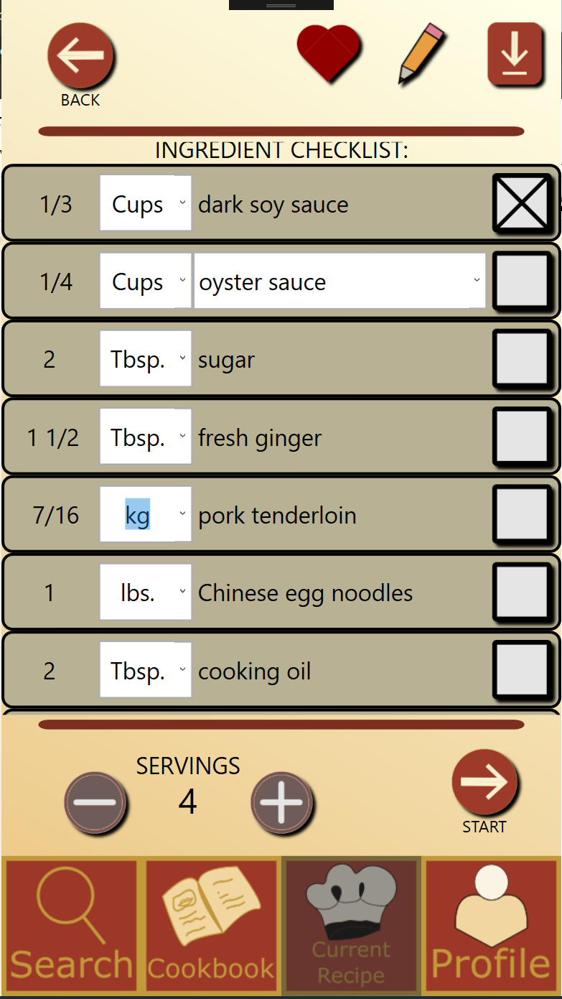 BACK
INGREDIENT CHECKLIST:
1/3 Cups dark soy sauce
1/4 Cups oyster sauce
2 Tbsp. sugar
1 1/2 Tbsp. fresh ginger
7/16 kg pork tenderloin
1 lbs. Chinese egg noodles
2 Tbsp. cooking oil
SERVINGS
4
START
Search
Cookbook
Current
Recipe
Profile